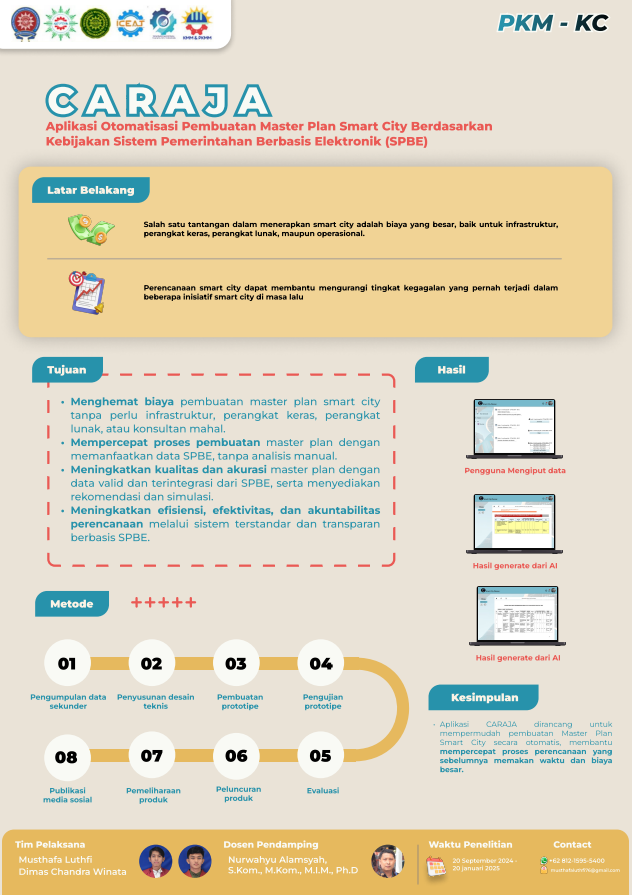 ICEAT
HMM & PKMM
PKM - KC
CARAJA
Aplikasi Otomatisasi Pembuatan Master Plan Smart City Berdasarkan
Kebijakan Sistem Pemerintahan Berbasis Elektronik (SPBE)
Latar Belakang
Salah satu tantangan dalam menerapkan smart city adalah biaya yang besar, baik untuk infrastruktur,
perangkat keras, perangkat lunak, maupun operasional.
Perencanaan smart city dapat membantu mengurangi tingkat kegagalan yang pernah terjadi dalam
beberapa inisiatif smart city di masa lalu
Tujuan
• Menghemat biaya pembuatan master plan smart city
tanpa perlu infrastruktur, perangkat keras, perangkat
lunak, atau konsultan mahal.
• Mempercepat proses pembuatan master plan dengan
memanfaatkan data SPBE, tanpa analisis manual.
• Meningkatkan kualitas dan akurasi master plan dengan
data valid dan terintegrasi dari SPBE, serta menyediakan
rekomendasi dan simulasi.
• Meningkatkan efisiensi, efektivitas, dan akuntabilitas
perencanaan melalui sistem terstandar dan transparan
berbasis SPBE.
Hasil
Pengguna Mengiput data
Hasil generate dari AI
Hasil generate dari AI
Metode
+++++
01
02
03
04
Pengumpulan data
sekunder
Penyusunan desain
teknis
Pembuatan
prototipe
Pengujian
prototipe
08
07
06
05
Publikasi
media sosial
Pemeliharaan
produk
Peluncuran
produk
Evaluasi
Kesimpulan
• Aplikasi CARAJA dirancang untuk
mempermudah pembuatan Master Plan
Smart City secara otomatis, membantu
mempercepat proses perencanaan yang
sebelumnya memakan waktu dan biaya
besar.
Tim Pelaksana
Musthafa Luthfi
Dimas Chandra Winata
Dosen Pendamping
Nurwahyu Alamsyah,
S.Kom., M.Kom., M.I.M., Ph.D
Waktu Penelitian
20 September 2024 -
20 januari 2025
Contact
+62 812-1595-5400